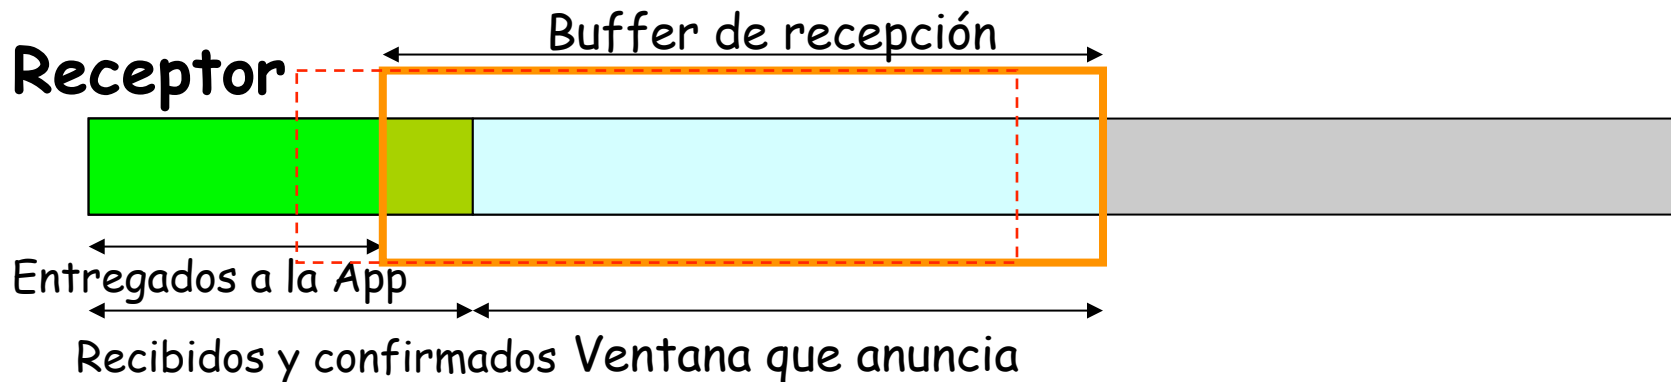 Buffer de recepción
Receptor
Entregados a la App
Recibidos y confirmados
Ventana que anuncia